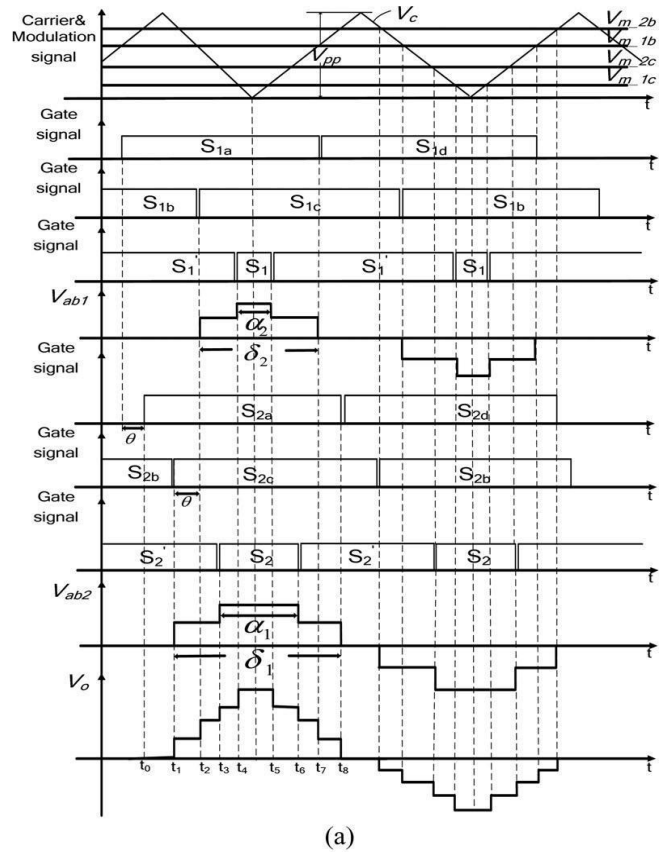 Carrier&
Modulation
signal
V_c
V_pp
V_m_2b
V_m_1b
V_m_2c
V_m_1c
t
Gate
signal
S_1a
S_1d
t
Gate
signal
S_1b
S_1c
S_1b
t
Gate
signal
S_1'
S_1
S_1'
S_1
t
V_ab1
α_2
δ_2
t
Gate
signal
S_2a
S_2d
t
θ
Gate
signal
S_2b
S_2c
S_2b
t
θ
Gate
signal
S_2'
S_2
S_2'
S_2
t
V_ab2
α_1
δ_1
t
V_o
t_0 t_1 t_2 t_3 t_4 t_5 t_6 t_7 t_8
t
(a)